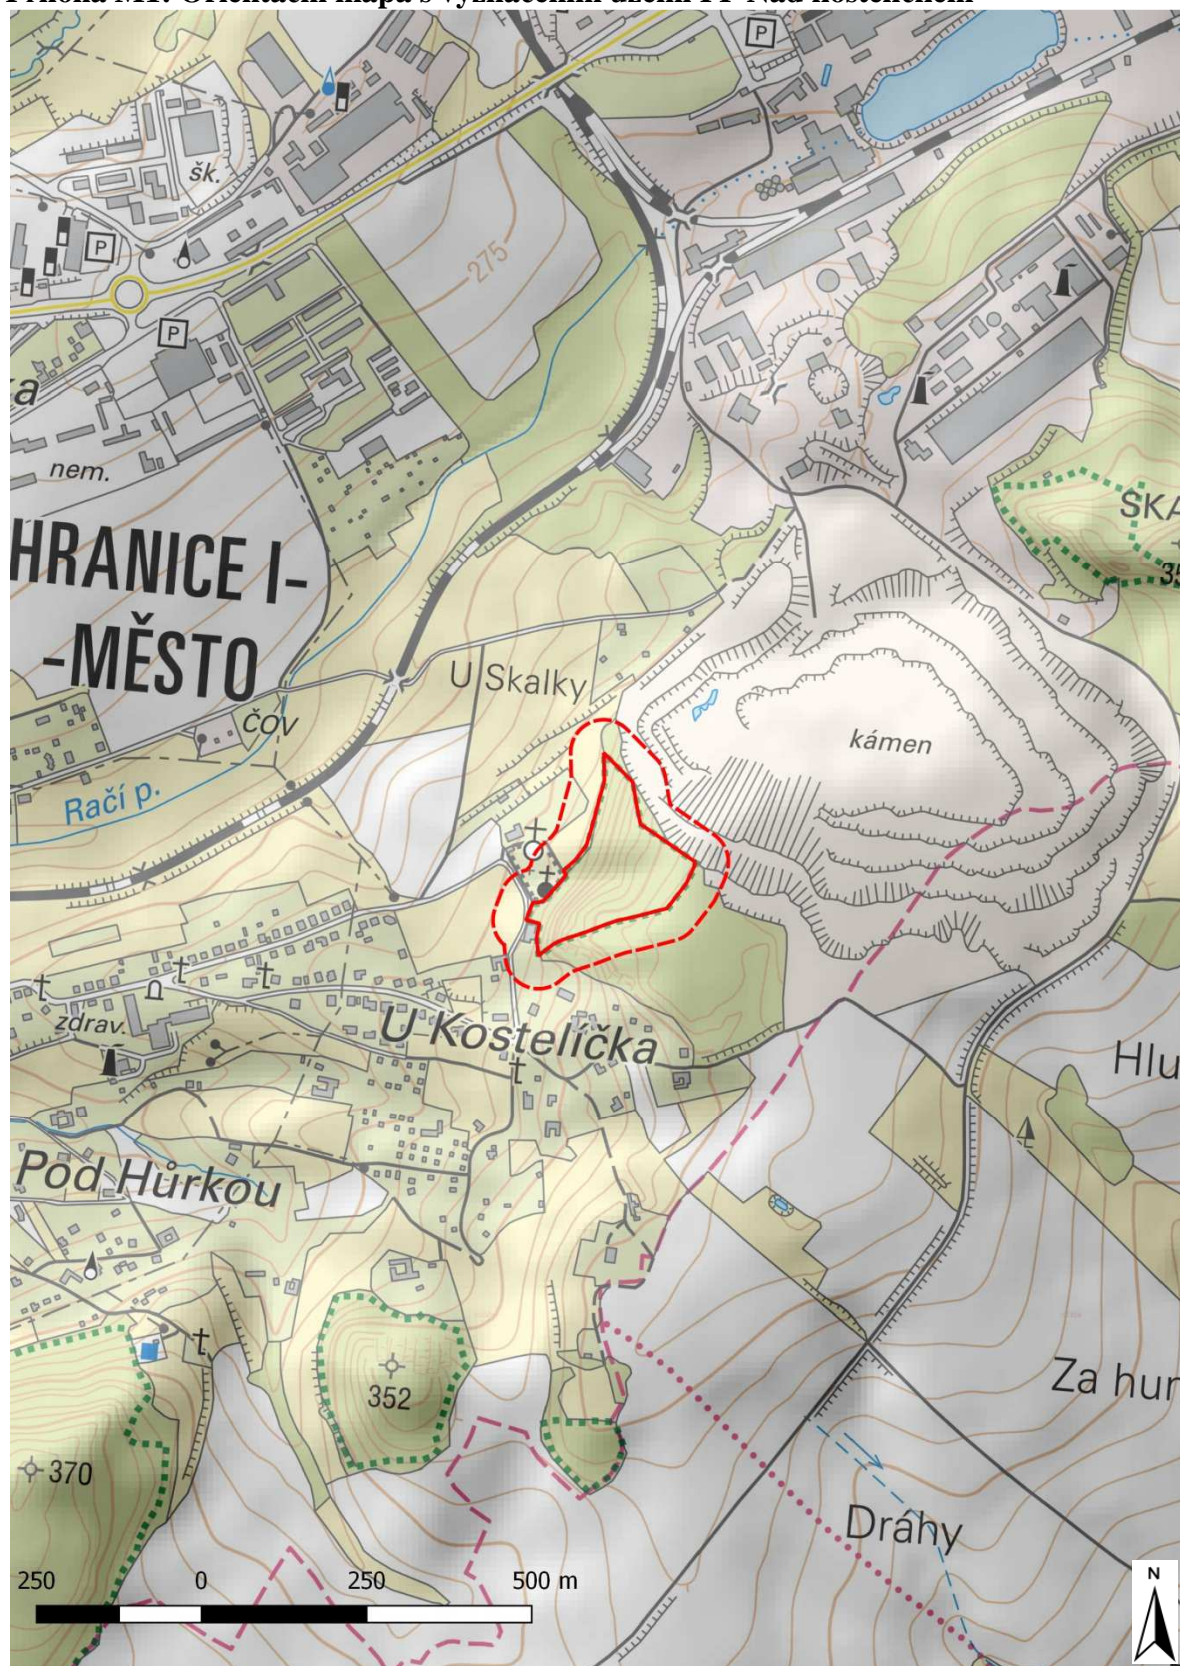 P
šk.
P
275
P
a
nem.
HRANICE I-
-MĚSTO
ČOV
Račí p.
U Skalky
kámen
SKA
35
zdrav.
U Kostelíčka
Hlu
Pod Hůrkou
352
370
Za hur
Dráhy
250 0 250 500 m
N